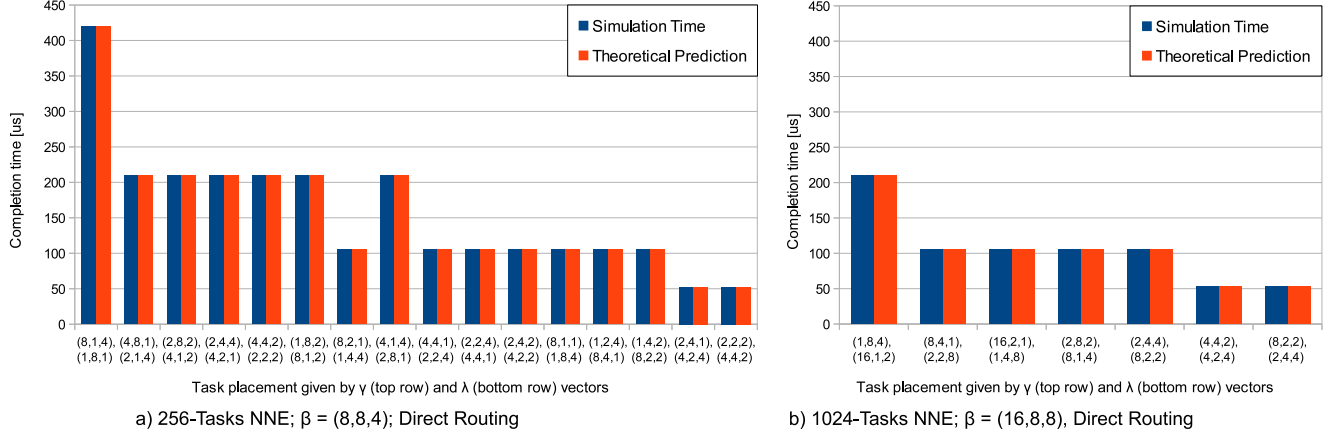 450
400
350
300
250
200
150
100
50
0
Completion time [us]
Simulation Time
Theoretical Prediction
(8,1,4), (4,8,1), (2,8,2), (2,4,4), (4,4,2), (1,8,2), (8,2,1), (4,1,4), (4,4,1), (2,2,4), (2,4,2), (8,1,1), (1,2,4), (1,4,2), (2,4,1), (2,2,2),
(1,8,1) (2,1,4) (4,1,2) (4,2,1) (2,2,2) (8,1,2) (1,4,4) (2,8,1) (2,2,4) (4,4,1) (4,2,2) (1,8,4) (8,4,1) (8,2,2) (4,2,4) (4,4,2)
Task placement given by γ (top row) and λ (bottom row) vectors
a) 256-Tasks NNE; β = (8,8,4); Direct Routing
450
400
350
300
250
200
150
100
50
0
Completion time [us]
Simulation Time
Theoretical Prediction
(1,8,4), (8,4,1), (16,2,1), (2,8,2), (2,4,4), (4,4,2), (8,2,2),
(16,1,2) (2,2,8) (1,4,8) (8,1,4) (8,2,2) (4,2,4) (2,4,4)
Task placement given by γ (top row) and λ (bottom row) vectors
b) 1024-Tasks NNE; β = (16,8,8), Direct Routing